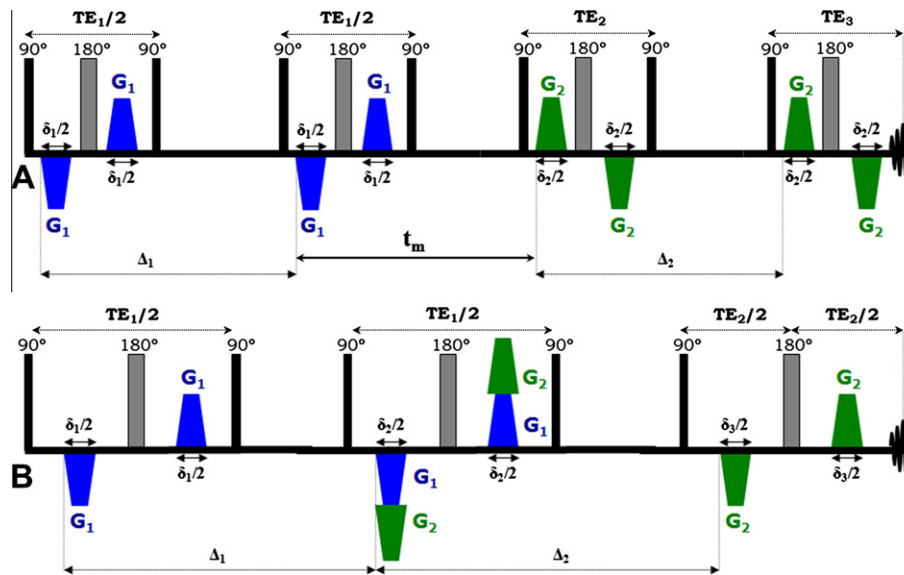 TE₁/2 TE₁/2 TE₂ TE₃
90° 180° 90° 90° 180° 90° 90° 180° 90° 90° 180°
G₁ G₁ G₂ G₂
δ₁/2 δ₁/2 δ₂/2 δ₂/2
A δ₁/2 δ₁/2 δ₂/2 δ₂/2
G₁ G₁ G₂ G₂
Δ₁ tₘ Δ₂
TE₁/2 TE₁/2 TE₂/2 TE₂/2
90° 180° 90° 90° 180° 90° 90° 180°
G₁ G₂ G₂
δ₁/2 δ₂/2 G₁ δ₃/2
B δ₁/2 δ₂/2 δ₃/2
G₁ G₁ G₂
G₂
Δ₁ Δ₂